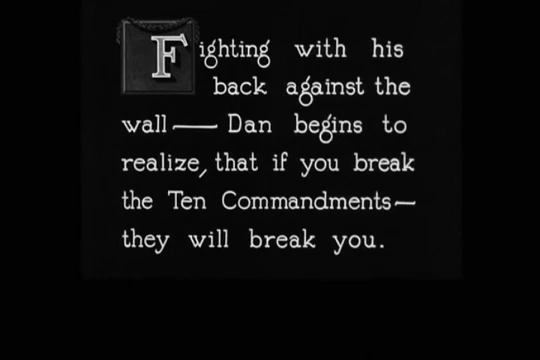 Fighting with his
back against the
wall — Dan begins to
realize, that if you break
the Ten Commandments—
they will break you.